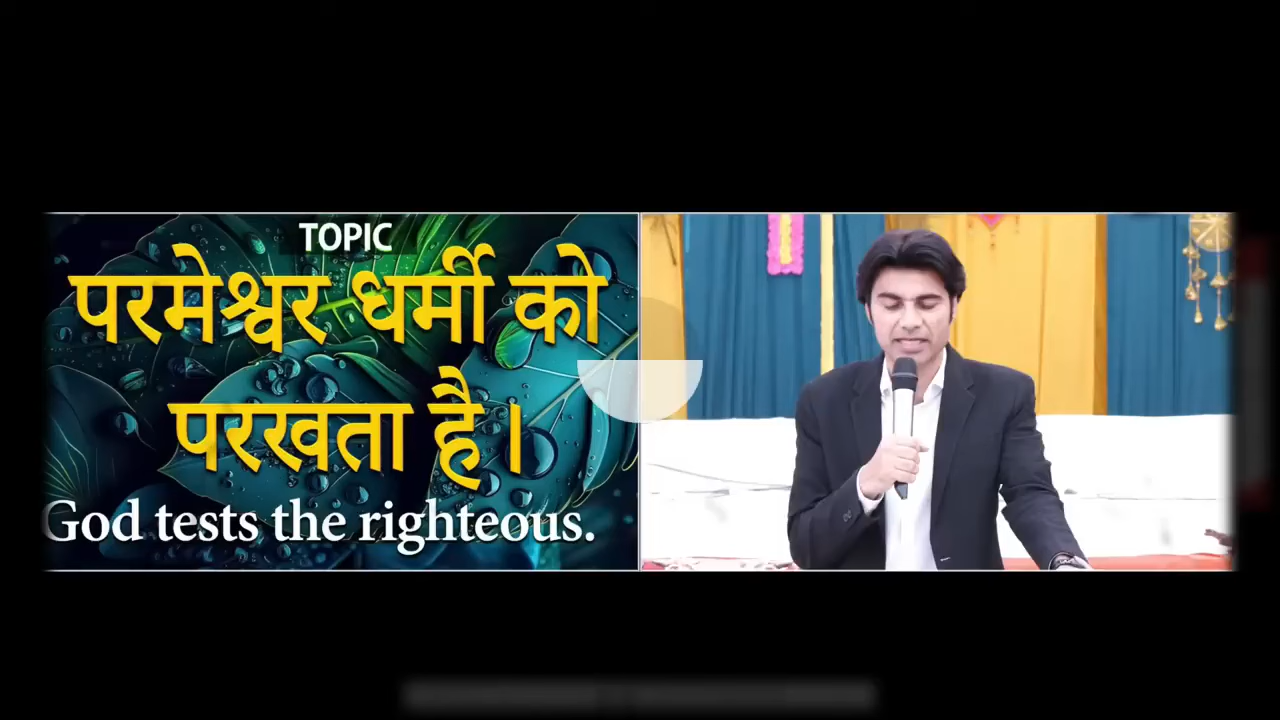 TOPIC
परमेश्वर धर्मी को
परखता है।
God tests the righteous.